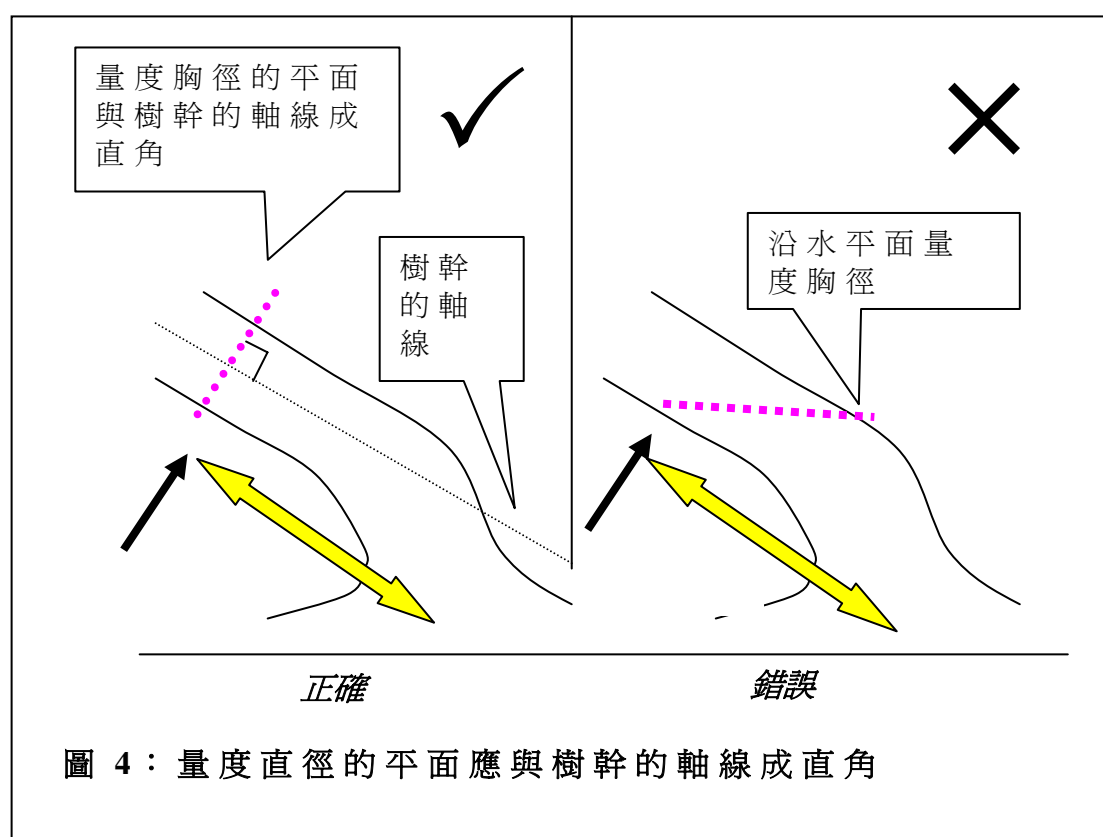 量度胸徑的平面
與樹幹的軸線成
直角
樹幹
的軸
線
沿水平面量
度胸徑
正確
錯誤
圖 4：量度直徑的平面應與樹幹的軸線成直角